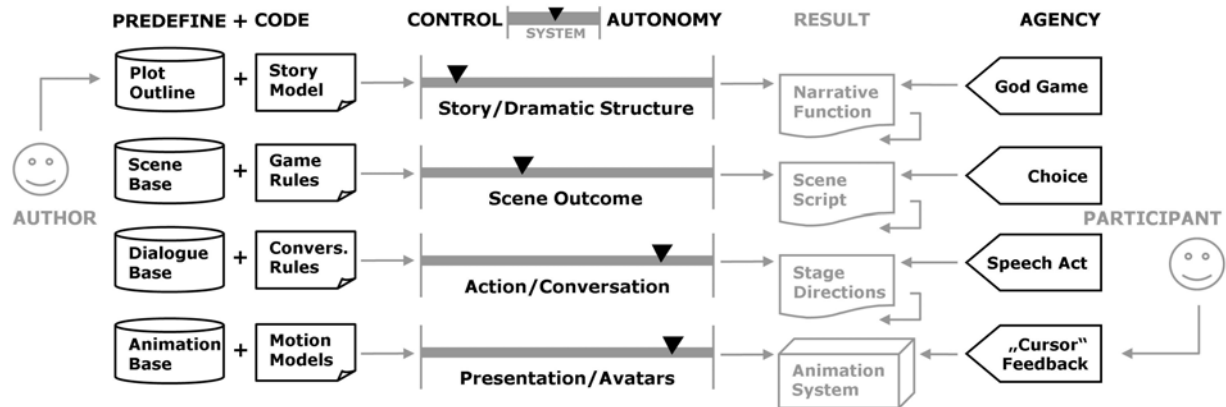 PREDEFINE + CODE
CONTROL
SYSTEM
AUTONOMY
RESULT
AGENCY
Plot
Outline
+
Story
Model
Story/Dramatic Structure
Narrative
Function
God Game
Scene
Base
+
Game
Rules
Scene Outcome
Scene
Script
Choice
AUTHOR
PARTICIPANT
Dialogue
Base
+
Convers.
Rules
Action/Conversation
Stage
Directions
Speech Act
Animation
Base
+
Motion
Models
Presentation/Avatars
Animation
System
„Cursor“
Feedback